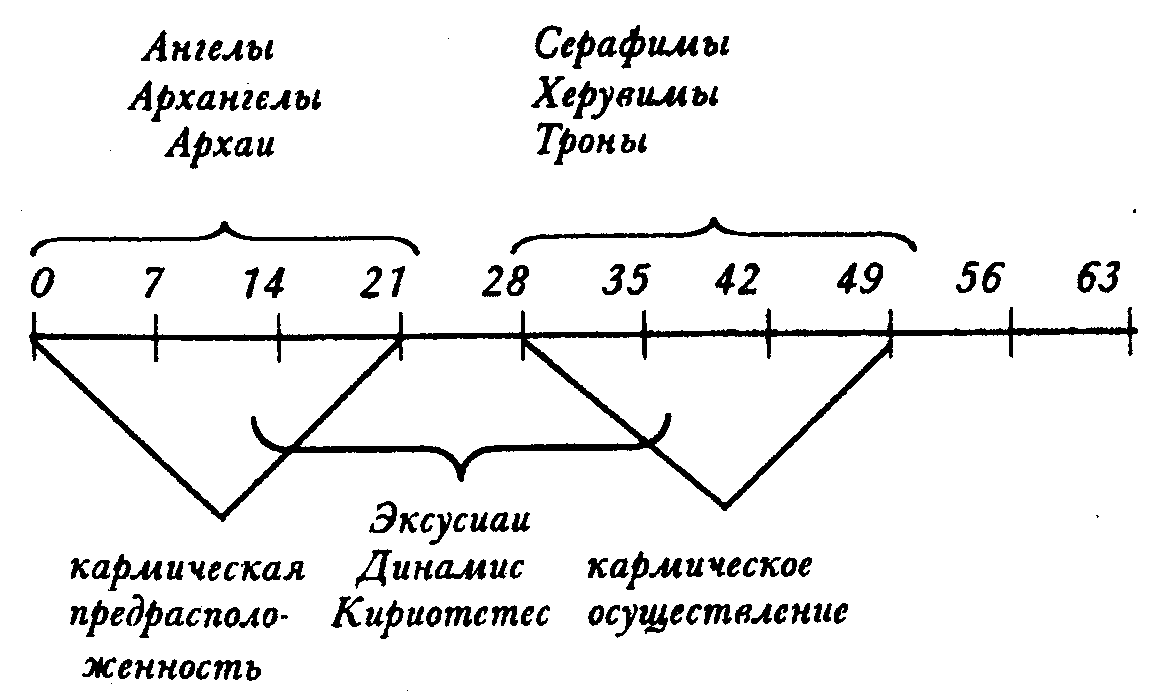 Ангелы
Архангелы
Архаи
Серафимы
Херувимы
Троны
0 7 14 21 28 35 42 49 56 63
Эксусиаи
Динамис
Кириотстес
кармическая
предрасполо-
женность
кармическое
осуществление